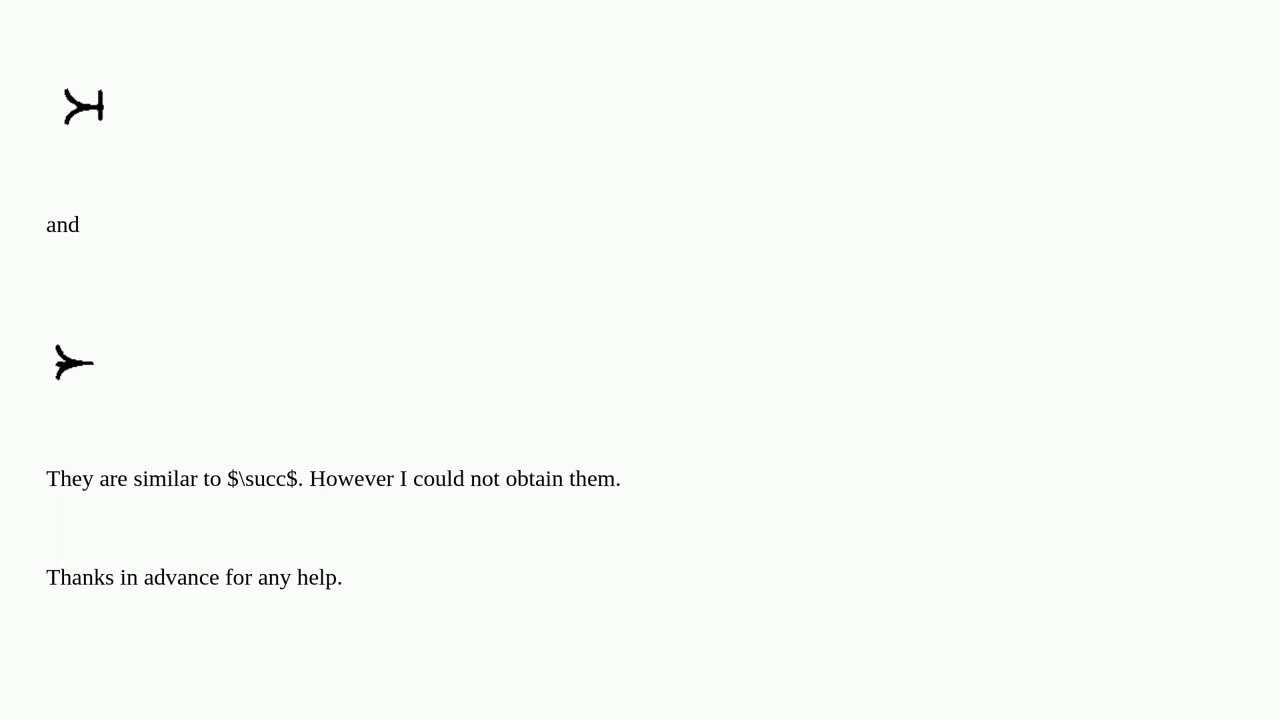 and
They are similar to $\succ$. However I could not obtain them.
Thanks in advance for any help.